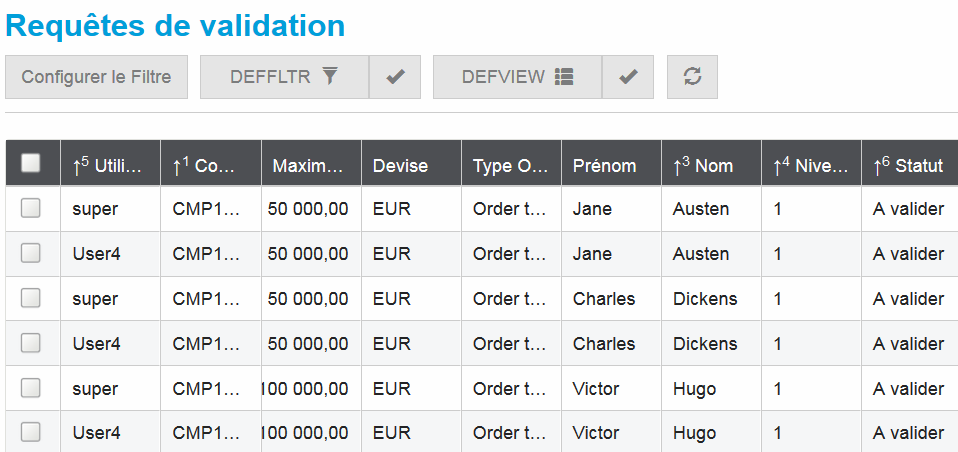 Requêtes de validation
Configurer le Filtre DEFFLTR DEFVIEW
↑5 Utili... ↑1 Co... Maxim... Devise Type O... Prénom ↑3 Nom ↑4 Nive... ↑6 Statut
super CMP1... 50 000,00 EUR Order t... Jane Austen 1 A valider
User4 CMP1... 50 000,00 EUR Order t... Jane Austen 1 A valider
super CMP1... 50 000,00 EUR Order t... Charles Dickens 1 A valider
User4 CMP1... 50 000,00 EUR Order t... Charles Dickens 1 A valider
super CMP1... 100 000,00 EUR Order t... Victor Hugo 1 A valider
User4 CMP1... 100 000,00 EUR Order t... Victor Hugo 1 A valider